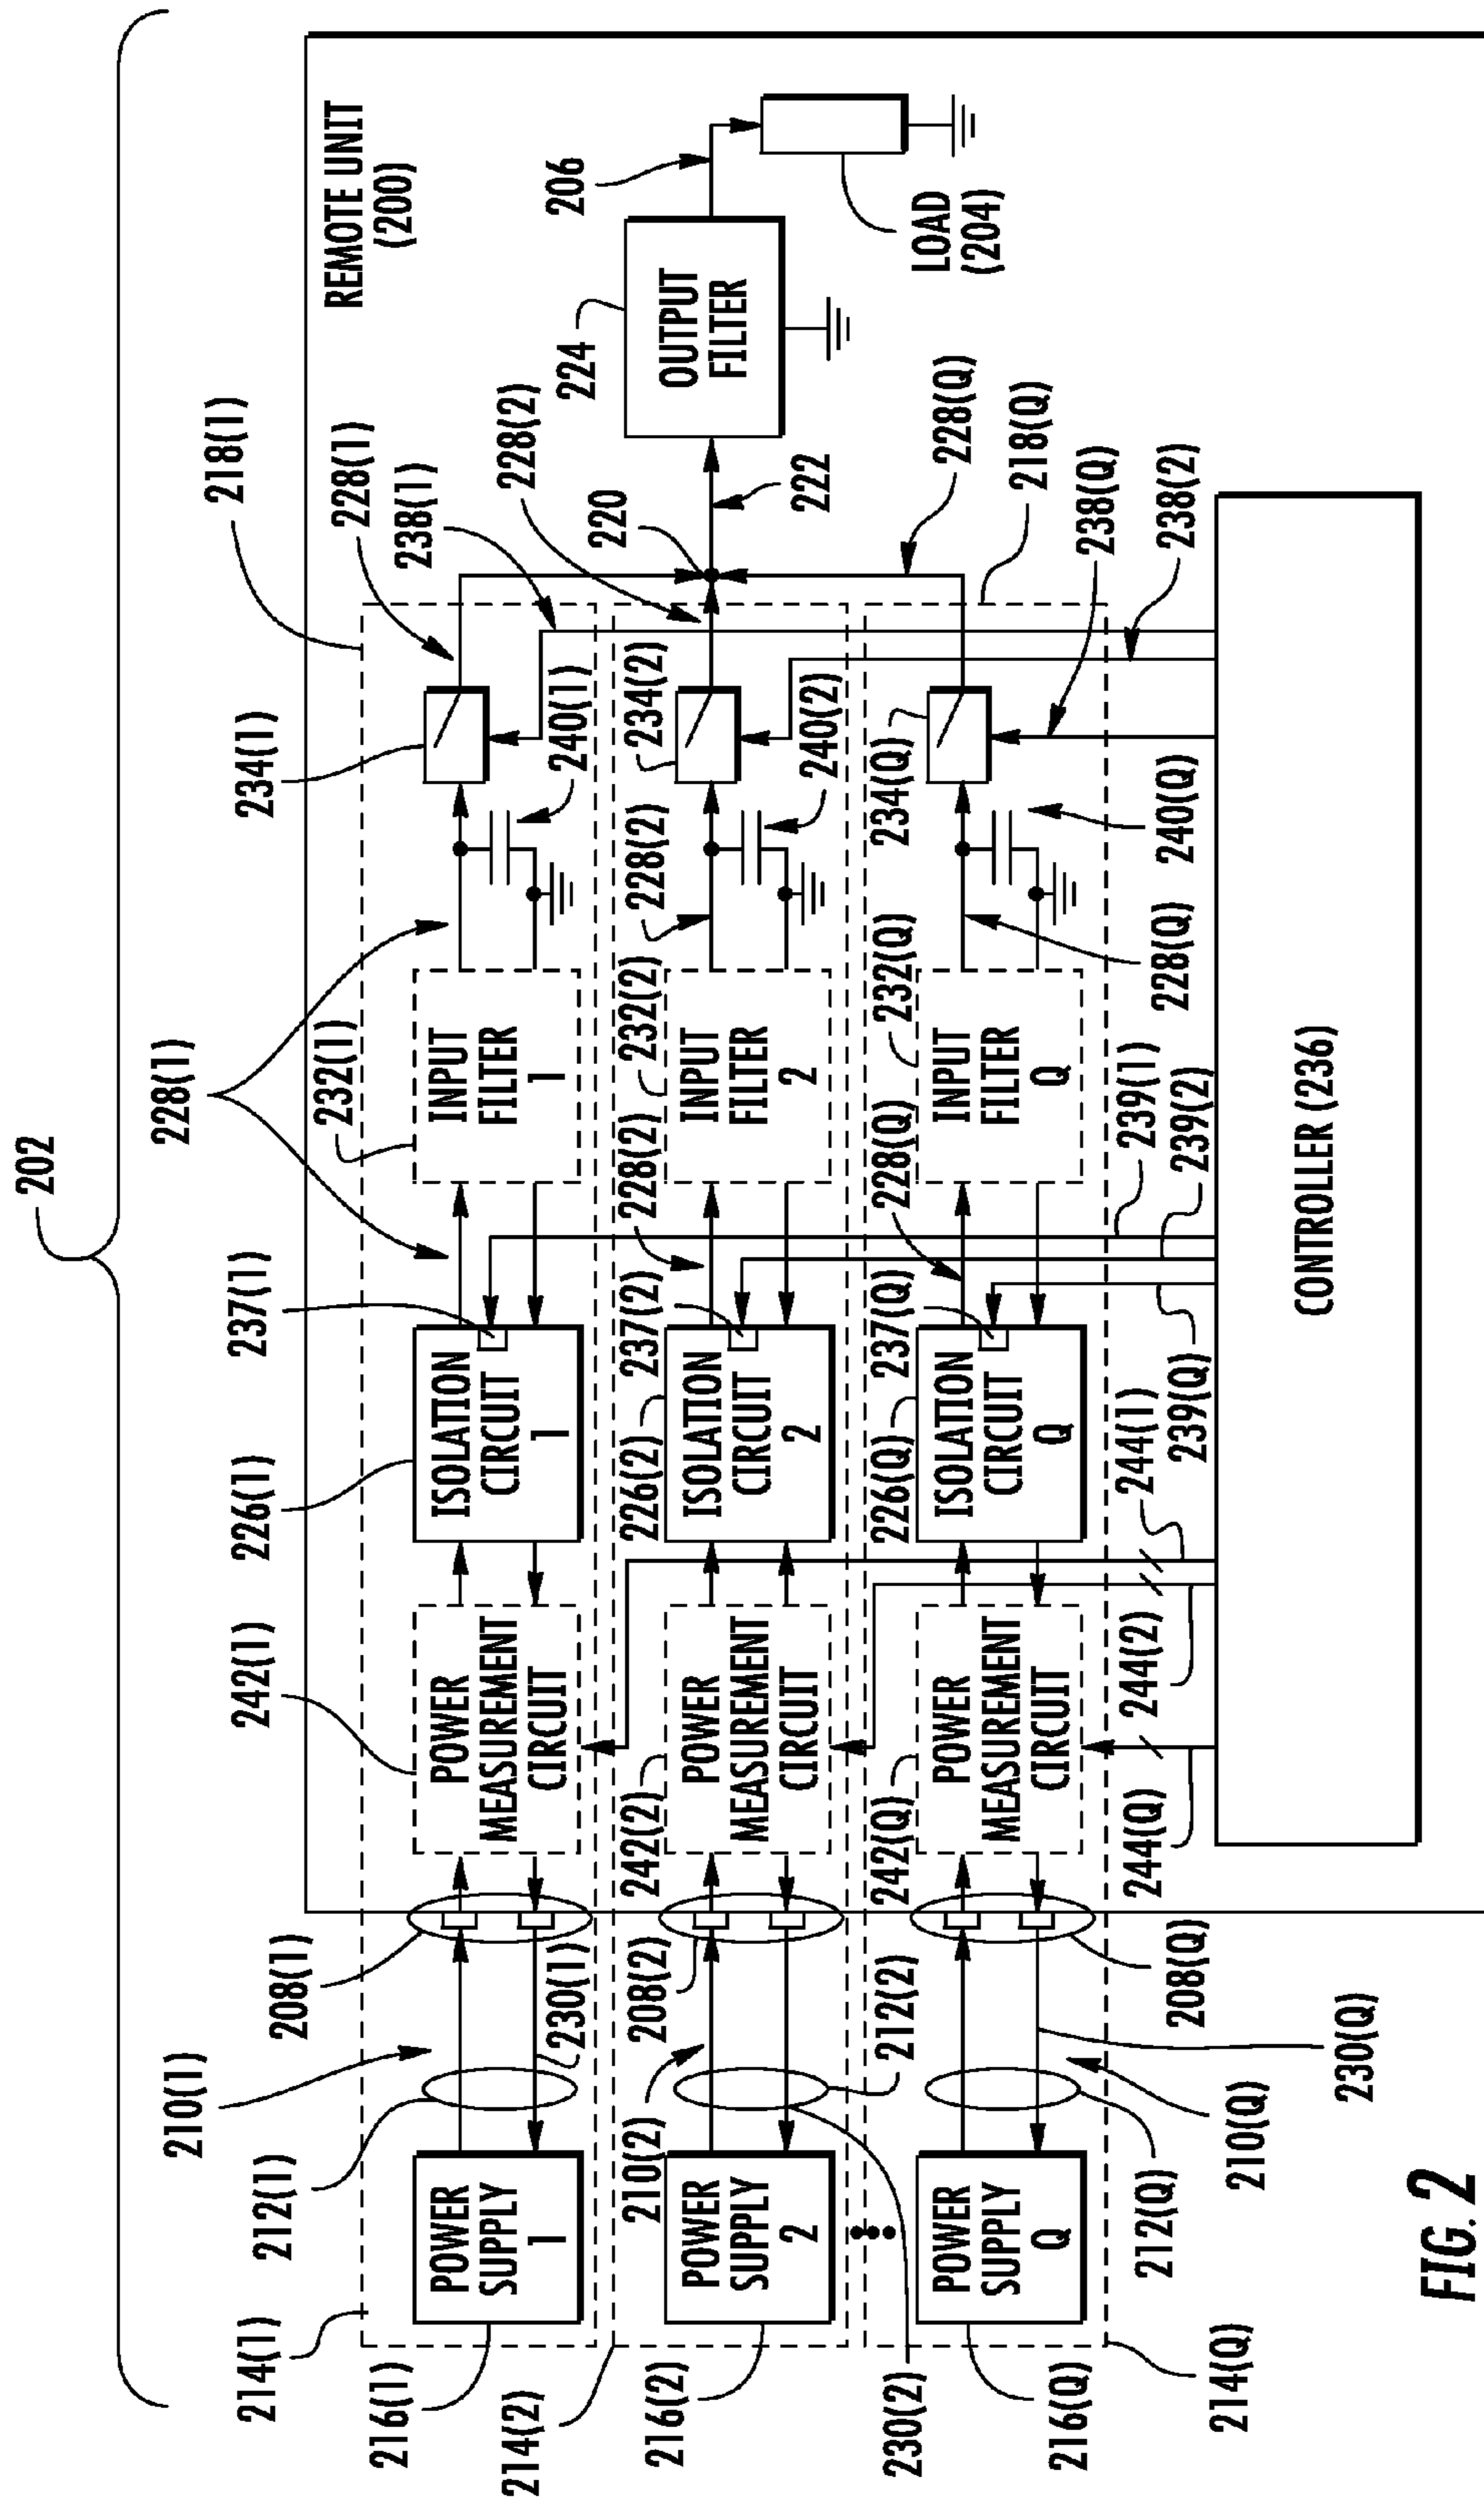 202
REMOTE UNIT
(200)
228(1)
218(1)
214(1)
210(1)
242(1)
226(1)
237(1)
234(1)
212(1)
208(1)
232(1)
228(1)
238(1)
216(1)
POWER
SUPPLY
1
230(1)
POWER
MEASUREMENT
CIRCUIT
ISOLATION
CIRCUIT
1
INPUT
FILTER
1
240(1)
228(2)
220
224
206
214(2)
210(2)
208(2)
242(2)
226(2)
237(2)
228(2)
232(2)
228(2)
234(2)
216(2)
POWER
SUPPLY
2
POWER
MEASUREMENT
CIRCUIT
ISOLATION
CIRCUIT
2
INPUT
FILTER
2
240(2)
222
OUTPUT
FILTER
LOAD
(204)
230(2)
212(2)
242(Q)
226(Q)
237(Q)
228(Q)
232(Q)
234(Q)
228(Q)
218(Q)
216(Q)
POWER
SUPPLY
Q
POWER
MEASUREMENT
CIRCUIT
ISOLATION
CIRCUIT
Q
INPUT
FILTER
Q
238(Q)
214(Q)
212(Q)
210(Q)
208(Q)
230(Q)
244(Q)
244(2)
244(1)
239(Q)
239(1)
239(2)
228(Q)
240(Q)
238(2)
CONTROLLER (236)
FIG. 2